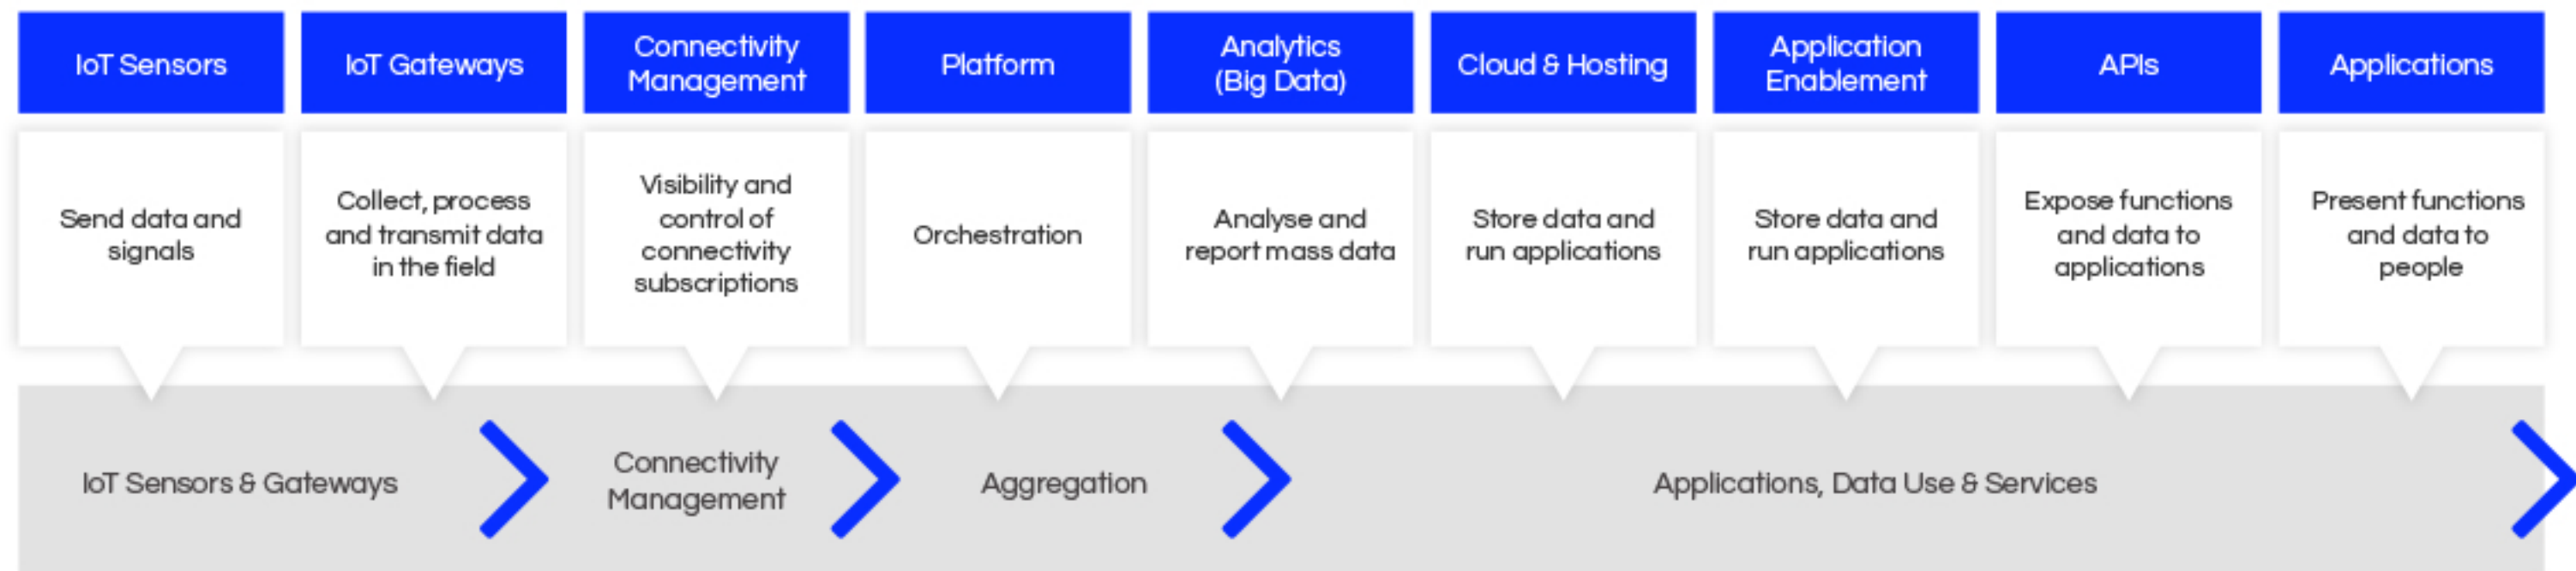 IoT Sensors
IoT Gateways
Connectivity
Management
Platform
Analytics
(Big Data)
Cloud & Hosting
Application
Enablement
APIs
Applications
Send data and
signals
Collect, process
and transmit data
in the field
Visibility and
control of
connectivity
subscriptions
Orchestration
Analyse and
report mass data
Store data and
run applications
Store data and
run applications
Expose functions
and data to
applications
Present functions
and data to
people
IoT Sensors & Gateways
Connectivity
Management
Aggregation
Applications, Data Use & Services